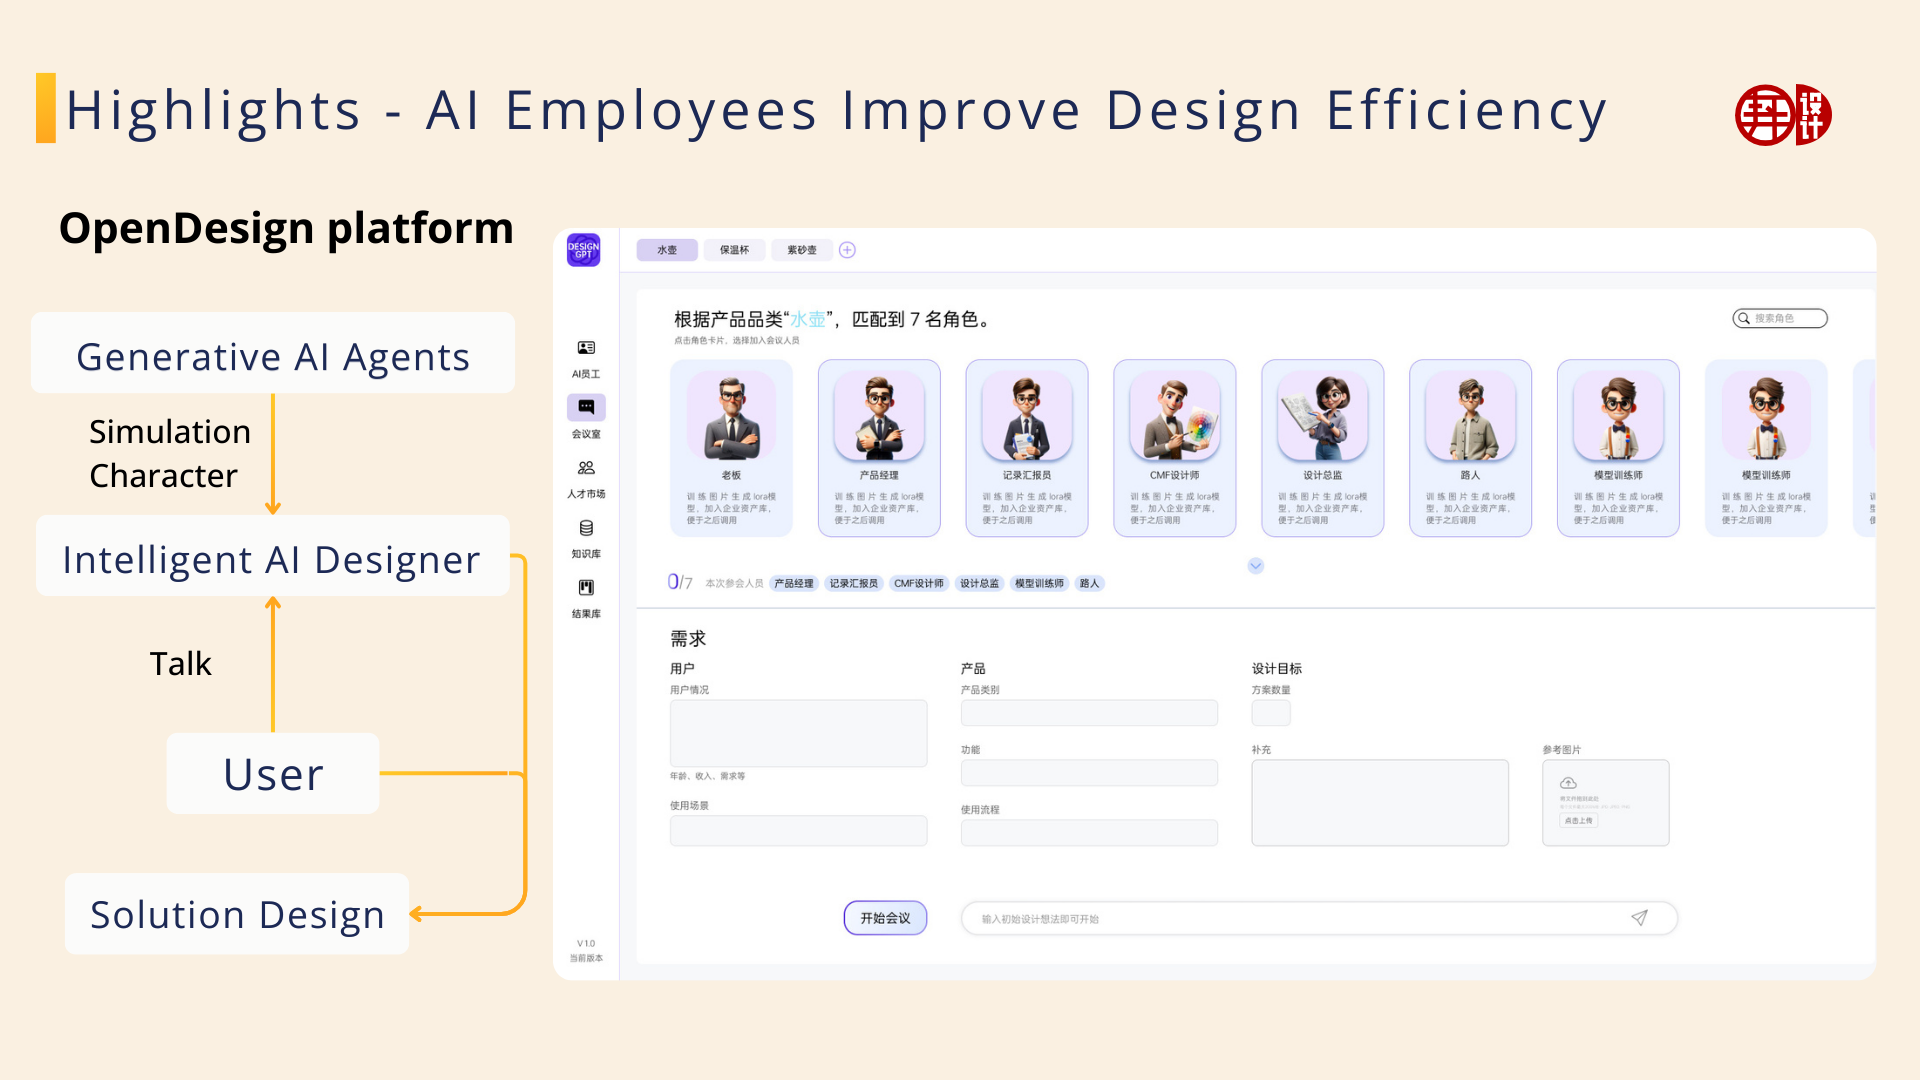 Highlights - AI Employees Improve Design Efficiency
设计
OpenDesign platform
Generative AI Agents
Simulation
Character
Intelligent AI Designer
Talk
User
Solution Design
DESIGN
GPT
水壶
保温杯
紫砂壶
AI员工
会议室
人才市场
知识库
结果库
V1.0
当前版本
根据产品品类“水壶”，匹配到 7 名角色。
点击角色卡片，选择加入会议人员
搜索角色
老板
训练图片生成lora模
型，加入企业资产库，
便于之后调用
产品经理
训练图片生成lora模
型，加入企业资产库，
便于之后调用
记录汇报员
训练图片生成lora模
型，加入企业资产库，
便于之后调用
CMF设计师
训练图片生成lora模
型，加入企业资产库，
便于之后调用
设计总监
训练图片生成lora模
型，加入企业资产库，
便于之后调用
路人
训练图片生成lora模
型，加入企业资产库，
便于之后调用
模型训练师
训练图片生成lora模
型，加入企业资产库，
便于之后调用
模型训练师
训练图片生成lora模
型，加入企业资产库，
便于之后调用
0/7 本次参会人员 产品经理 记录汇报员 CMF设计师 设计总监 模型训练师 路人
需求
用户
用户情况
年龄、收入、需求等
使用场景
产品
产品类别
功能
使用流程
设计目标
方案数量
补充
参考图片
点击上传
开始会议
输入初始设计想法即可开始